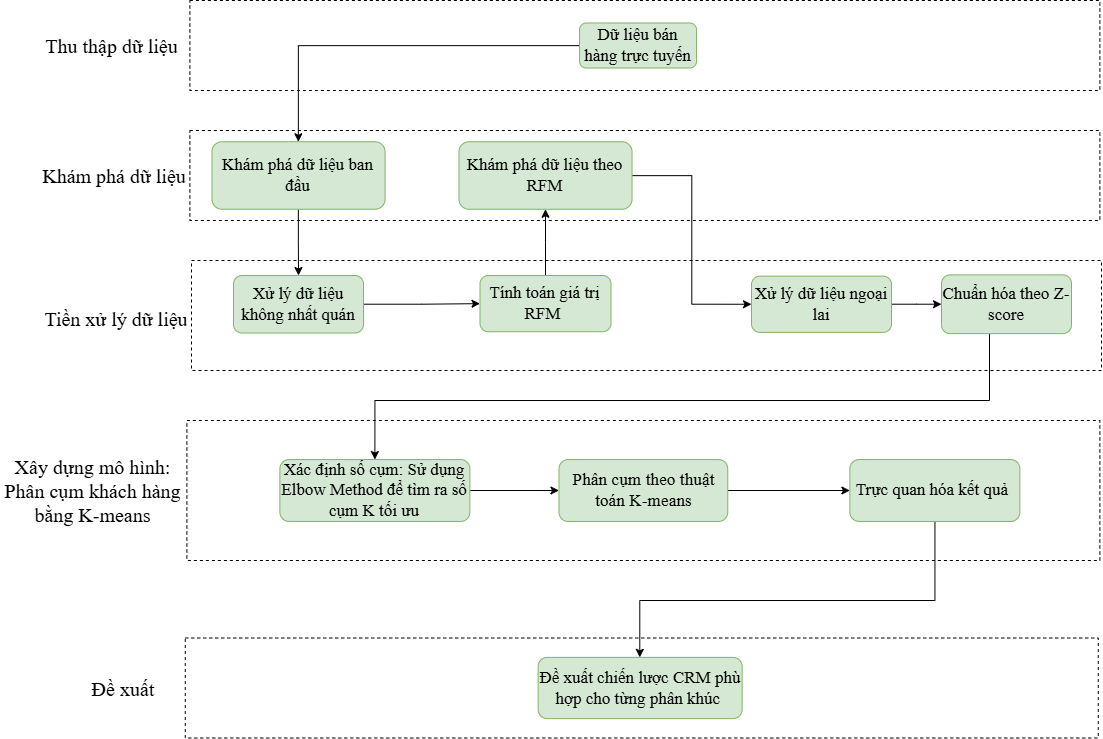 Thu thập dữ liệu
Dữ liệu bán
hàng trực tuyến
Khám phá dữ liệu
Khám phá dữ liệu ban
đầu
Khám phá dữ liệu theo
RFM
Tiền xử lý dữ liệu
Xử lý dữ liệu
không nhất quán
Tính toán giá trị
RFM
Xử lý dữ liệu ngoại
lai
Chuẩn hóa theo Z-
score
Xây dựng mô hình:
Phân cụm khách hàng
bằng K-means
Xác định số cụm: Sử dụng
Elbow Method để tìm ra số
cụm K tối ưu
Phân cụm theo thuật
toán K-means
Trực quan hóa kết quả
Đề xuất
Đề xuất chiến lược CRM phù
hợp cho từng phân khúc